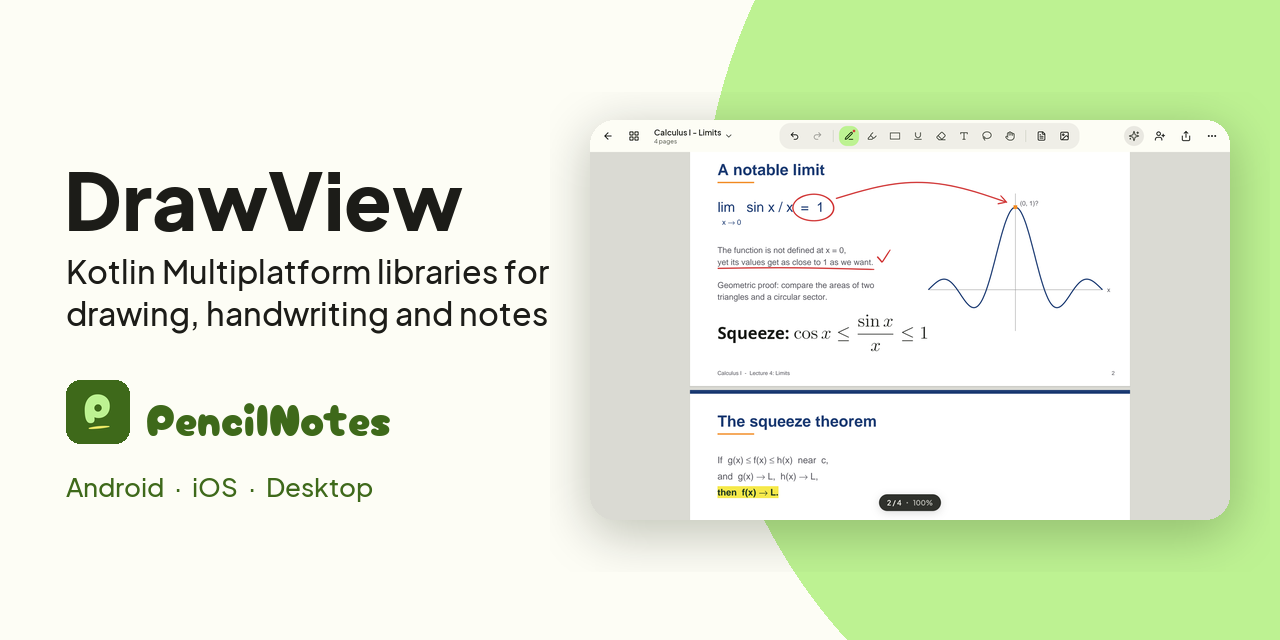 DrawView
Kotlin Multiplatform libraries for
drawing, handwriting and notes
P
PencilNotes
Android · iOS · Desktop
Calculus I - Limits
4 pages
T
A notable limit
lim sin x / x = 1
x → 0
(0, 1)?
The function is not defined at x = 0,
yet its values get as close to 1 as we want.
Geometric proof: compare the areas of two
triangles and a circular sector.
x
Squeeze: cos x ≤ sin x / x ≤ 1
Calculus I - Lecture 4: Limits
2
The squeeze theorem
If g(x) ≤ f(x) ≤ h(x) near c,
and g(x) → L, h(x) → L,
then f(x) → L.
2 / 4 · 100%